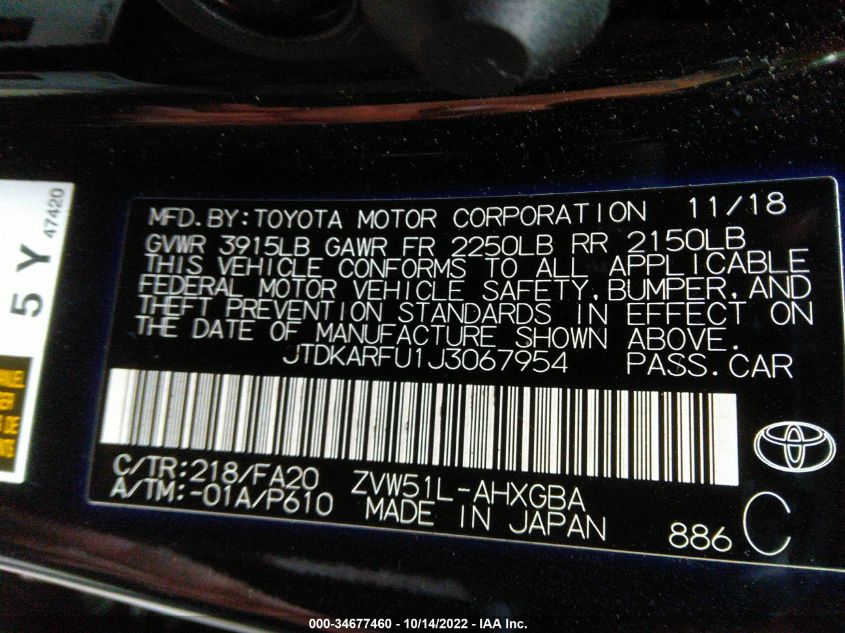 MFD.BY:TOYOTA MOTOR CORPORATION 11/18
GVWR 3915LB GAWR FR 2250LB RR 2150LB
THIS VEHICLE CONFORMS TO ALL APPLICABLE
FEDERAL MOTOR VEHICLE SAFETY,BUMPER,AND
THEFT PREVENTION STANDARDS IN EFFECT ON
THE DATE OF MANUFACTURE SHOWN ABOVE.
JTDKARFU1J3067954 PASS.CAR
C/TR:218/FA20 ZVW51L-AHXGBA
A/TM:-01A/P610 MADE IN JAPAN 886 C
5Y
47420
000-34677460 - 10/14/2022 - IAA Inc.